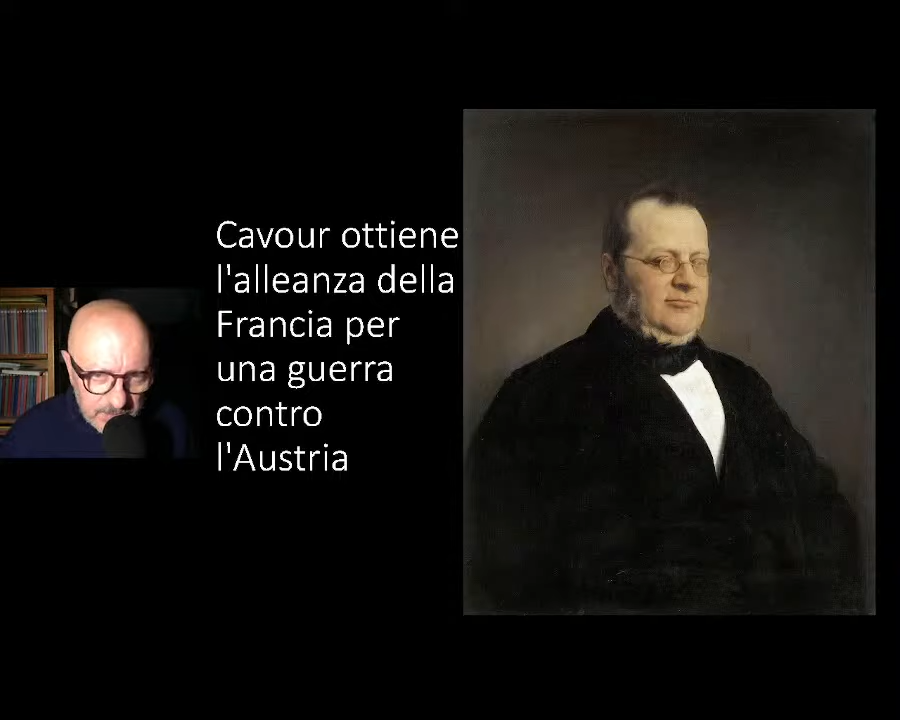 Cavour ottiene
l'alleanza della
Francia per
una guerra
contro
l'Austria